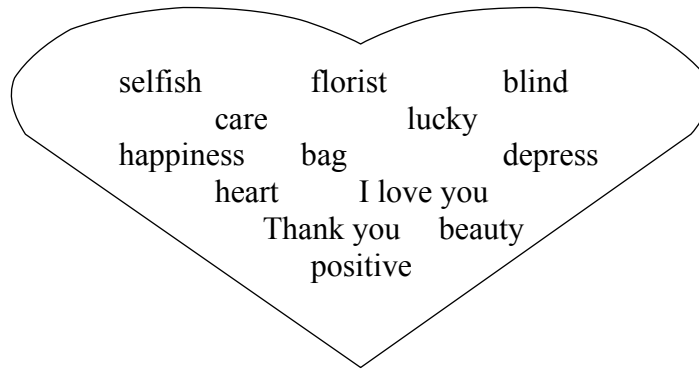 selfish florist blind
care lucky
happiness bag depress
heart I love you
Thank you beauty
positive